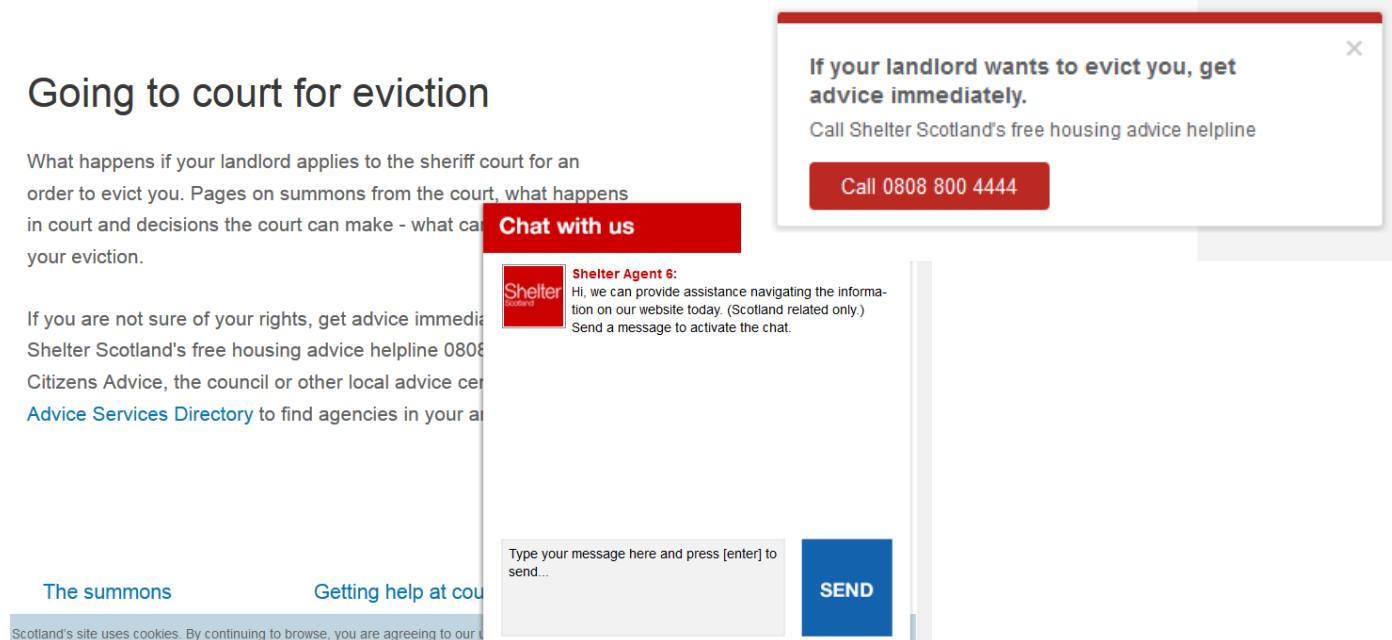 Going to court for eviction
What happens if your landlord applies to the sheriff court for an
order to evict you. Pages on summons from the court, what happens
in court and decisions the court can make - what
your eviction.
If you are not sure of your rights, get advice
Shelter Scotland's free housing advice helpline
Citizens Advice, the council or other local advice
Advice Services Directory to find agencies in your
The summons
Getting help at
Scotland's site uses cookies. By continuing to browse, you are agreeing to our
Chat with us
Shelter
Scotland
Shelter Agent 6:
Hi, we can provide assistance navigating the informa-
tion on our website today. (Scotland related only.)
Send a message to activate the chat.
Type your message here and press [enter] to
send...
SEND
If your landlord wants to evict you, get
advice immediately.
Call Shelter Scotland's free housing advice helpline
Call 0808 800 4444